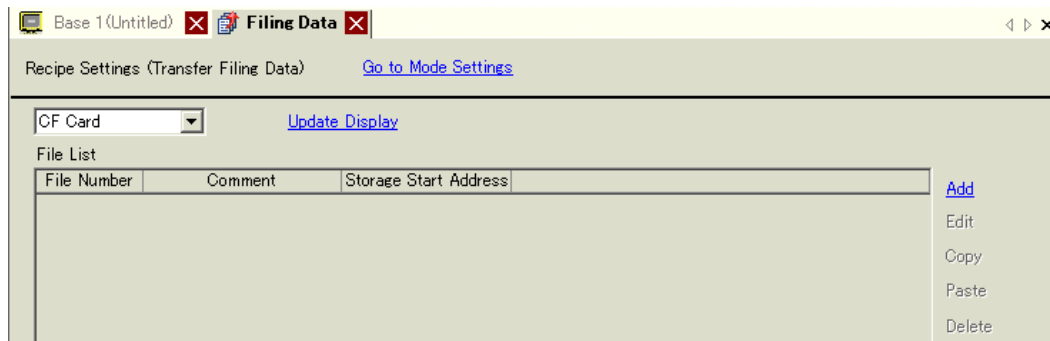 Base 1(Untitled) Filing Data
Recipe Settings (Transfer Filing Data) Go to Mode Settings
CF Card Update Display
File List
File Number Comment Storage Start Address
Add
Edit
Copy
Paste
Delete